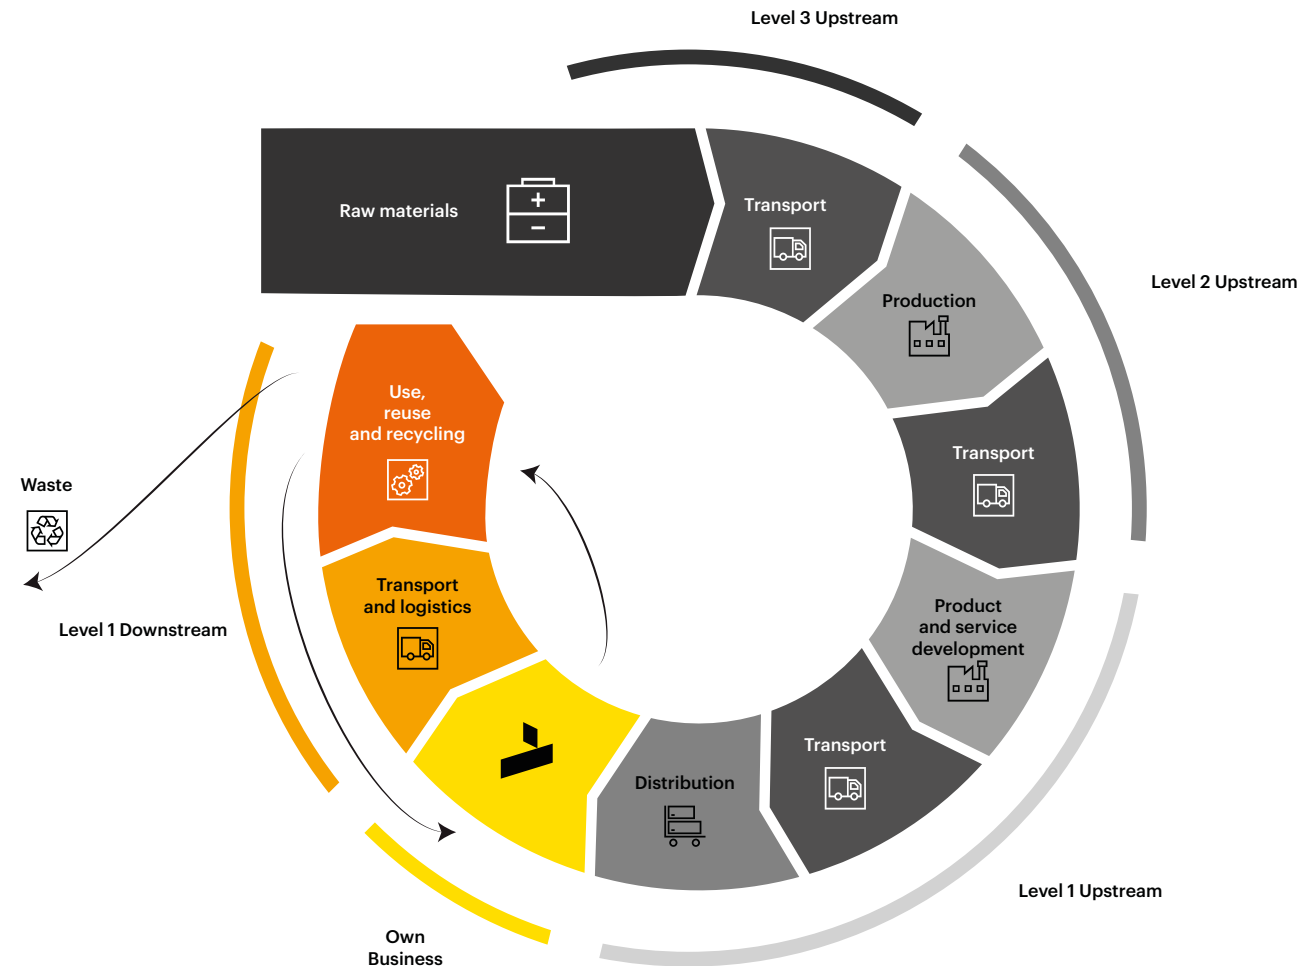 Level 3 Upstream
Raw materials
Transport
Production
Level 2 Upstream
Transport
Product
and service
development
Transport
Level 1 Upstream
Distribution
Own
Business
Transport
and logistics
Level 1 Downstream
Use,
reuse
and recycling
Waste